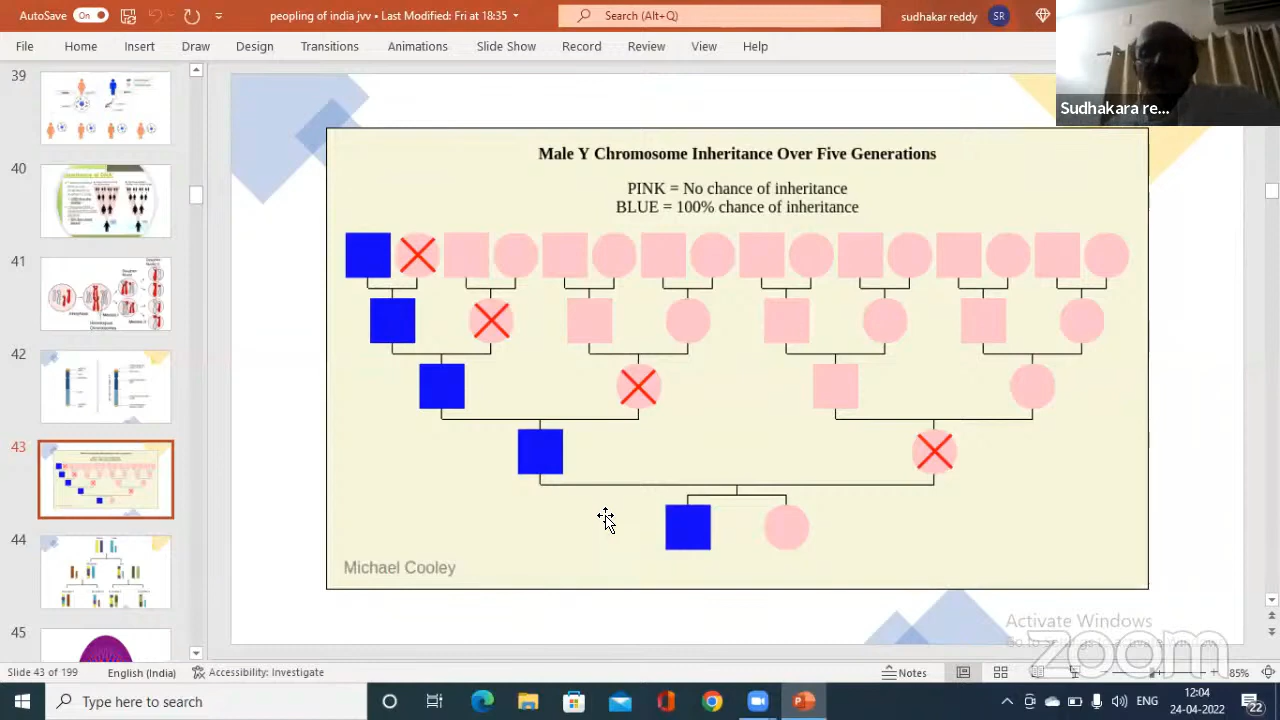 AutoSave On peopling of india jvv • Last Modified: Fri at 18:35 Search (Alt+Q) sudhakar reddy SR
File Home Insert Draw Design Transitions Animations Slide Show Record Review View Help
Sudhakara re...
39
40
41
42
43
44
45
Male Y Chromosome Inheritance Over Five Generations
PINK = No chance of inheritance
BLUE = 100% chance of inheritance
Michael Cooley
Activate Windows
zoom
Slide 43 of 199 English (India) Accessibility: Investigate Notes 85%
Type here to search ENG 12:04
24-04-2022 22